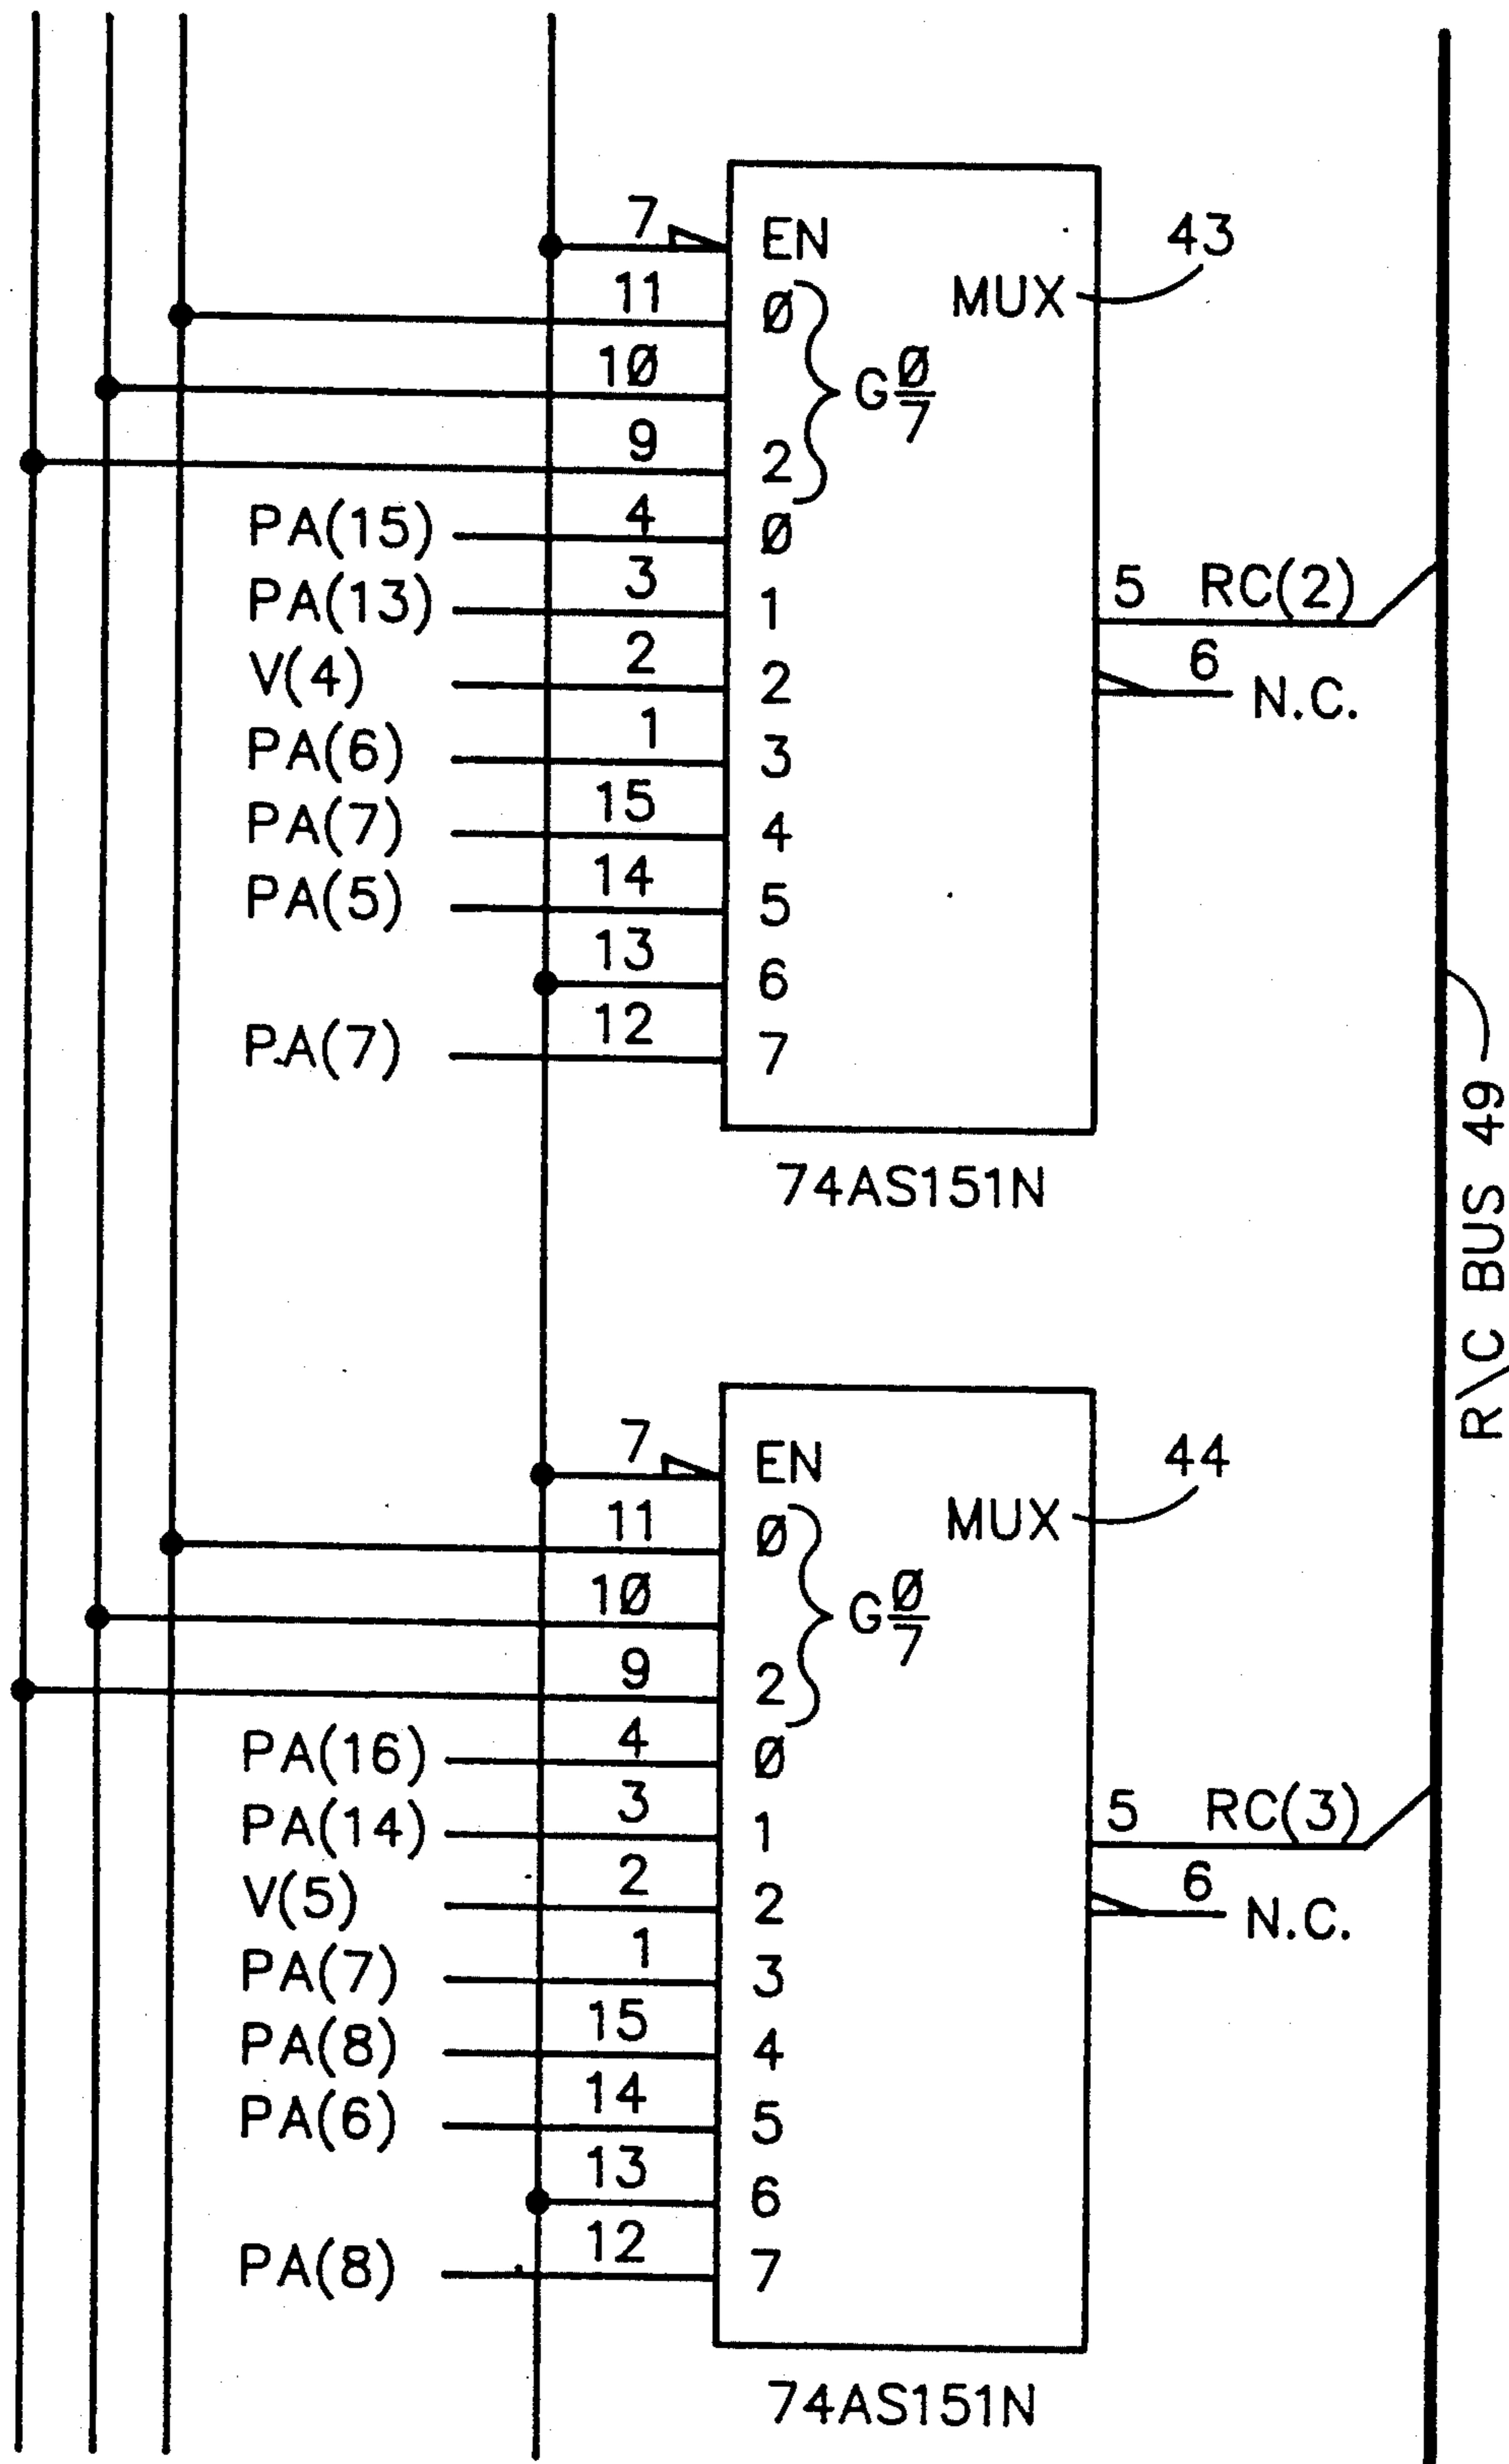 7 EN 43
11 Ø MUX
10 G Ø/7
9 2
PA(15) 4 Ø
PA(13) 3 1 5 RC(2)
V(4) 2 2 6 N.C.
PA(6) 1 3
PA(7) 15 4
PA(5) 14 5
13 6
PA(7) 12 7
74AS151N
R\C BUS 49
7 EN 44
11 Ø MUX
1Ø G Ø/7
9 2
PA(16) 4 Ø
PA(14) 3 1 5 RC(3)
V(5) 2 2 6 N.C.
PA(7) 1 3
PA(8) 15 4
PA(6) 14 5
13 6
PA(8) 12 7
74AS151N